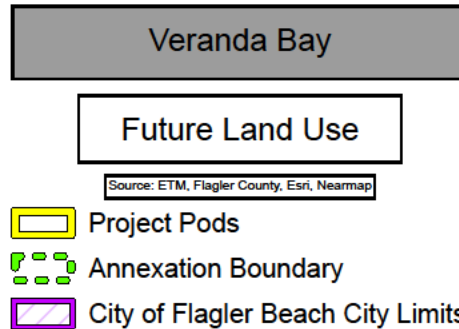 Veranda Bay
Future Land Use
Source: ETM, Flagler County, Esri, Nearmap
Project Pods
Annexation Boundary
City of Flagler Beach City Limits